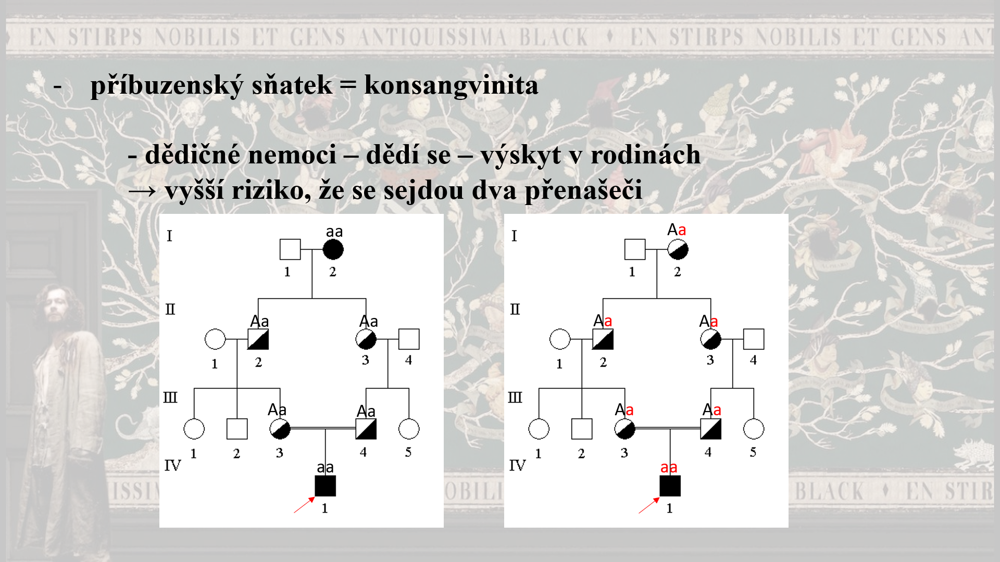 EN STIRPS NOBILIS ET GENS ANTIQUISSIMA BLACK ♦ EN STIRPS NOBILIS ET GENS ANT
- příbuzenský sňatek = konsangvinita
- dědičné nemoci – dědí se – výskyt v rodinách
→ vyšší riziko, že se sejdou dva přenašeči
I
aa
1 2
II
Aa Aa
1 2 3 4
III
Aa Aa
1 2 3 4 5
IV
aa
1
I
Aa
1 2
II
Aa Aa
1 2 3 4
III
Aa Aa
1 2 3 4 5
IV
aa
1
ISSIM OBILI BLACK ♦ EN STIR